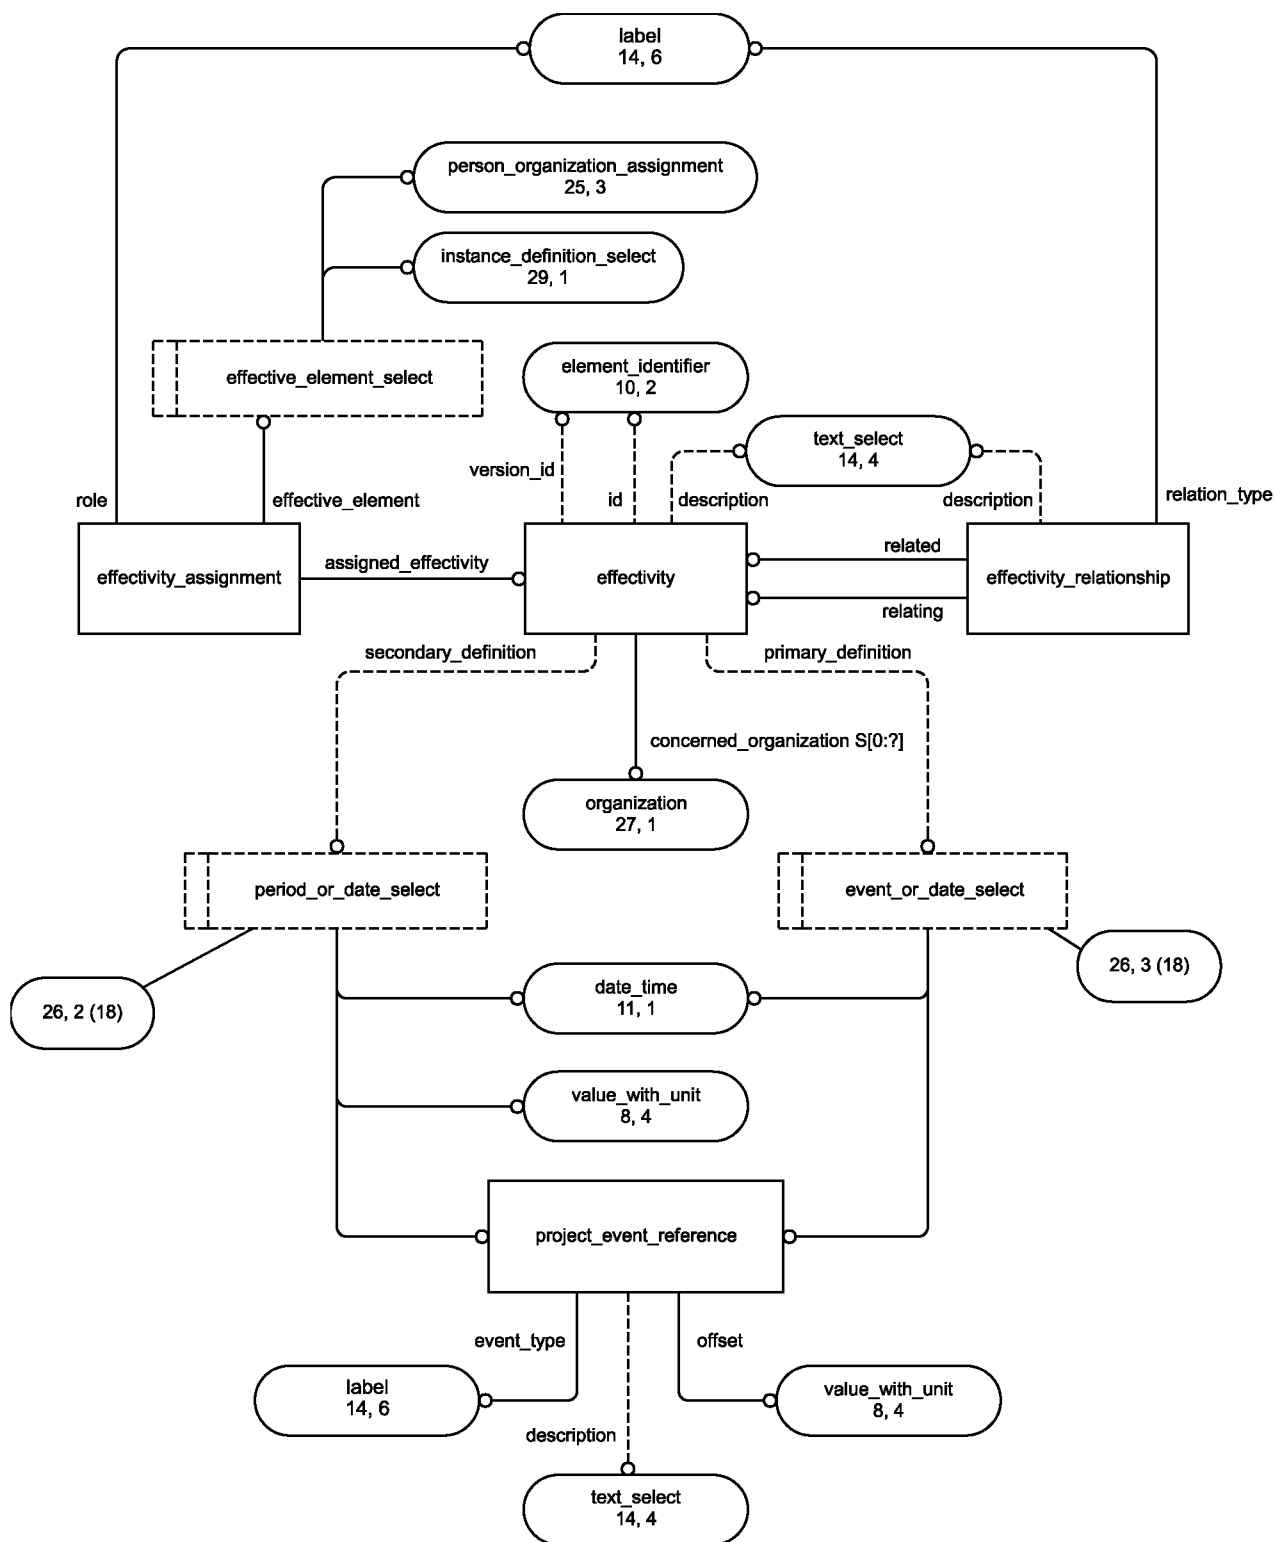 label
14, 6
person_organization_assignment
25, 3
instance_definition_select
29, 1
effective_element_select
element_identifier
10, 2
text_select
14, 4
version_id
role
effective_element
id
description
description
relation_type
effectivity_assignment
assigned_effectivity
effectivity
related
relating
effectivity_relationship
secondary_definition
primary_definition
concerned_organization S[0:?]
organization
27, 1
period_or_date_select
event_or_date_select
26, 2 (18)
date_time
11, 1
26, 3 (18)
value_with_unit
8, 4
project_event_reference
event_type
offset
label
14, 6
value_with_unit
8, 4
description
text_select
14, 4